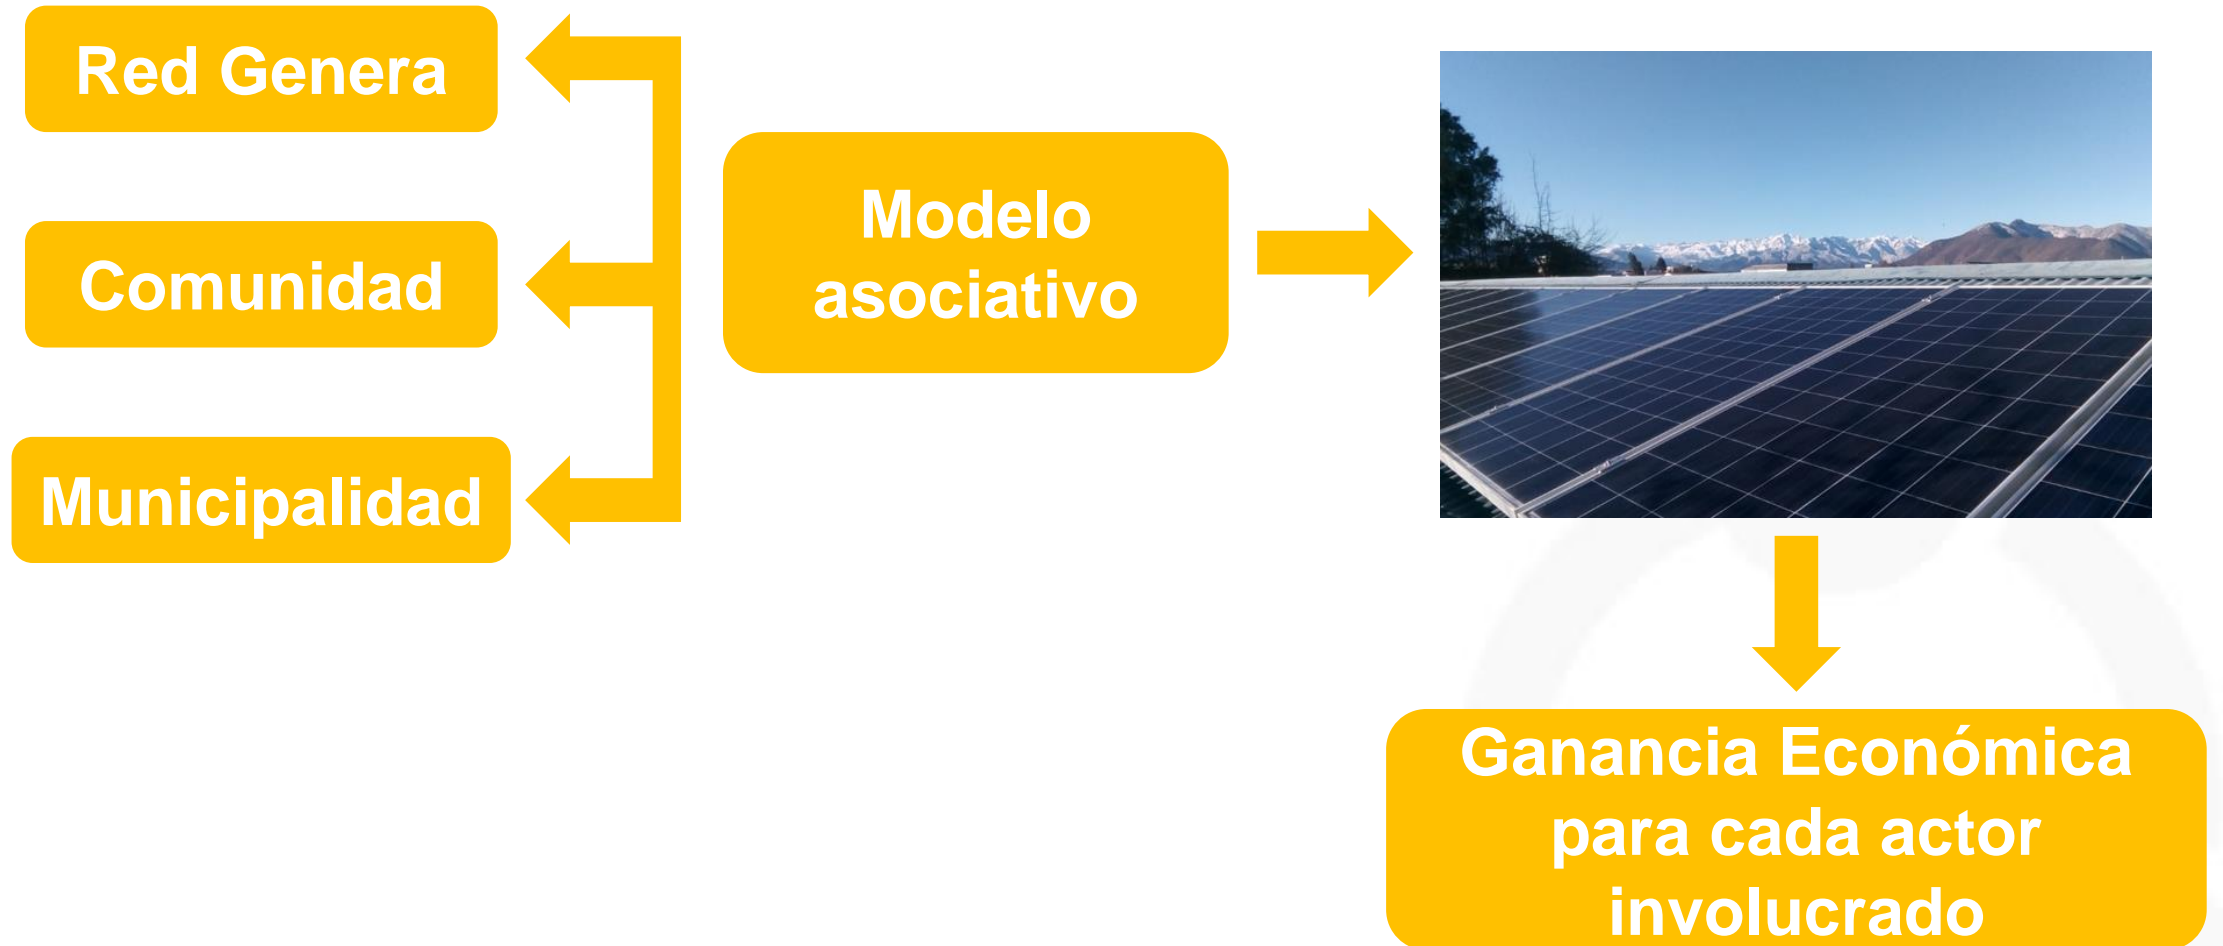 Red Genera
Comunidad
Municipalidad
Modelo
asociativo
Ganancia Económica
para cada actor
involucrado